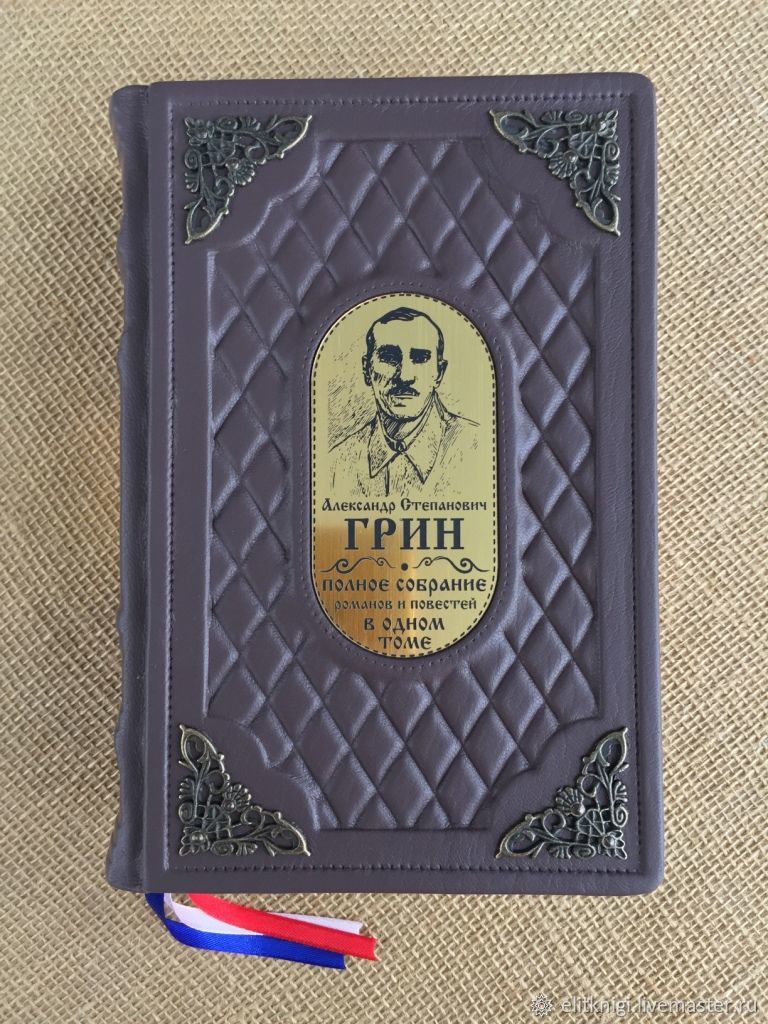 Александр Степанович
ГРИН
ПОЛНОЕ СОБРАНИЕ
РОМАНОВ И ПОВЕСТЕЙ
В ОДНОМ
ТОМЕ
elitknigi.livemaster.ru